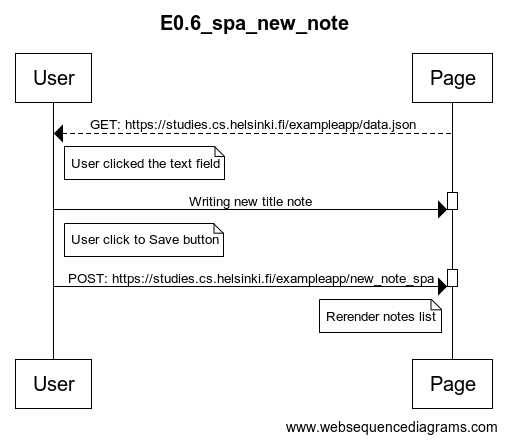 E0.6_spa_new_note
User
Page
GET: https://studies.cs.helsinki.fi/exampleapp/data.json
User clicked the text field
Writing new title note
User click to Save button
POST: https://studies.cs.helsinki.fi/exampleapp/new_note_spa
Rerender notes list
User
Page
www.websequencediagrams.com